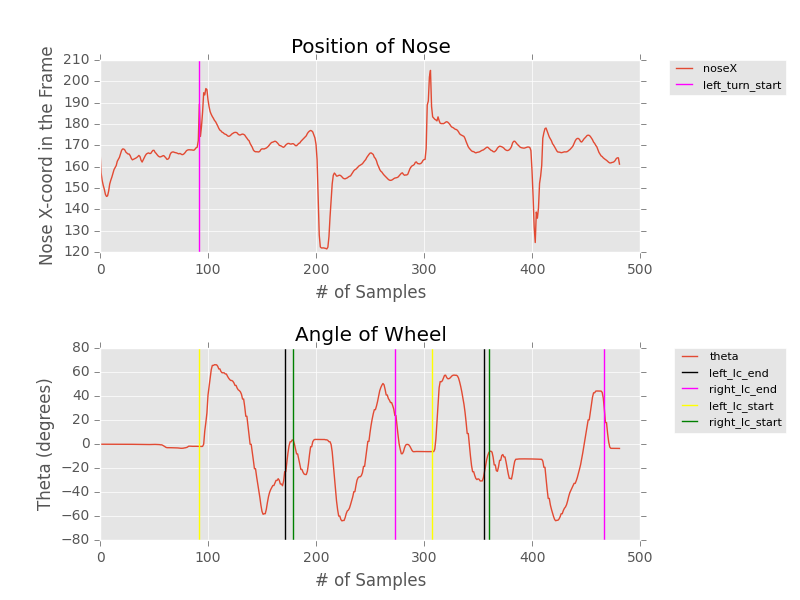 Position of Nose
210
200
190
180
170
160
150
140
130
120
Nose X-coord in the Frame
0 100 200 300 400 500
# of Samples
noseX
left_turn_start
Angle of Wheel
80
60
40
20
0
−20
−40
−60
−80
Theta (degrees)
0 100 200 300 400 500
# of Samples
theta
left_lc_end
right_lc_end
left_lc_start
right_lc_start